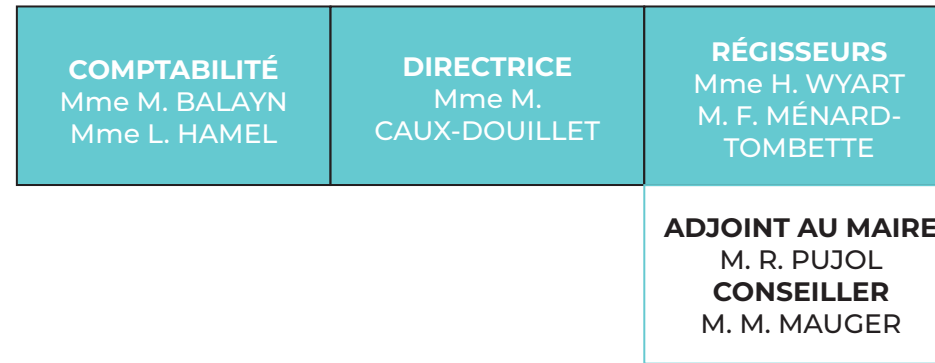 COMPTABILITÉ
Mme M. BALAYN
Mme L. HAMEL
DIRECTRICE
Mme M.
CAUX-DOUILLET
RÉGISSEURS
Mme H. WYART
M. F. MÉNARD-
TOMBETTE
ADJOINT AU MAIRE
M. R. PUJOL
CONSEILLER
M. M. MAUGER